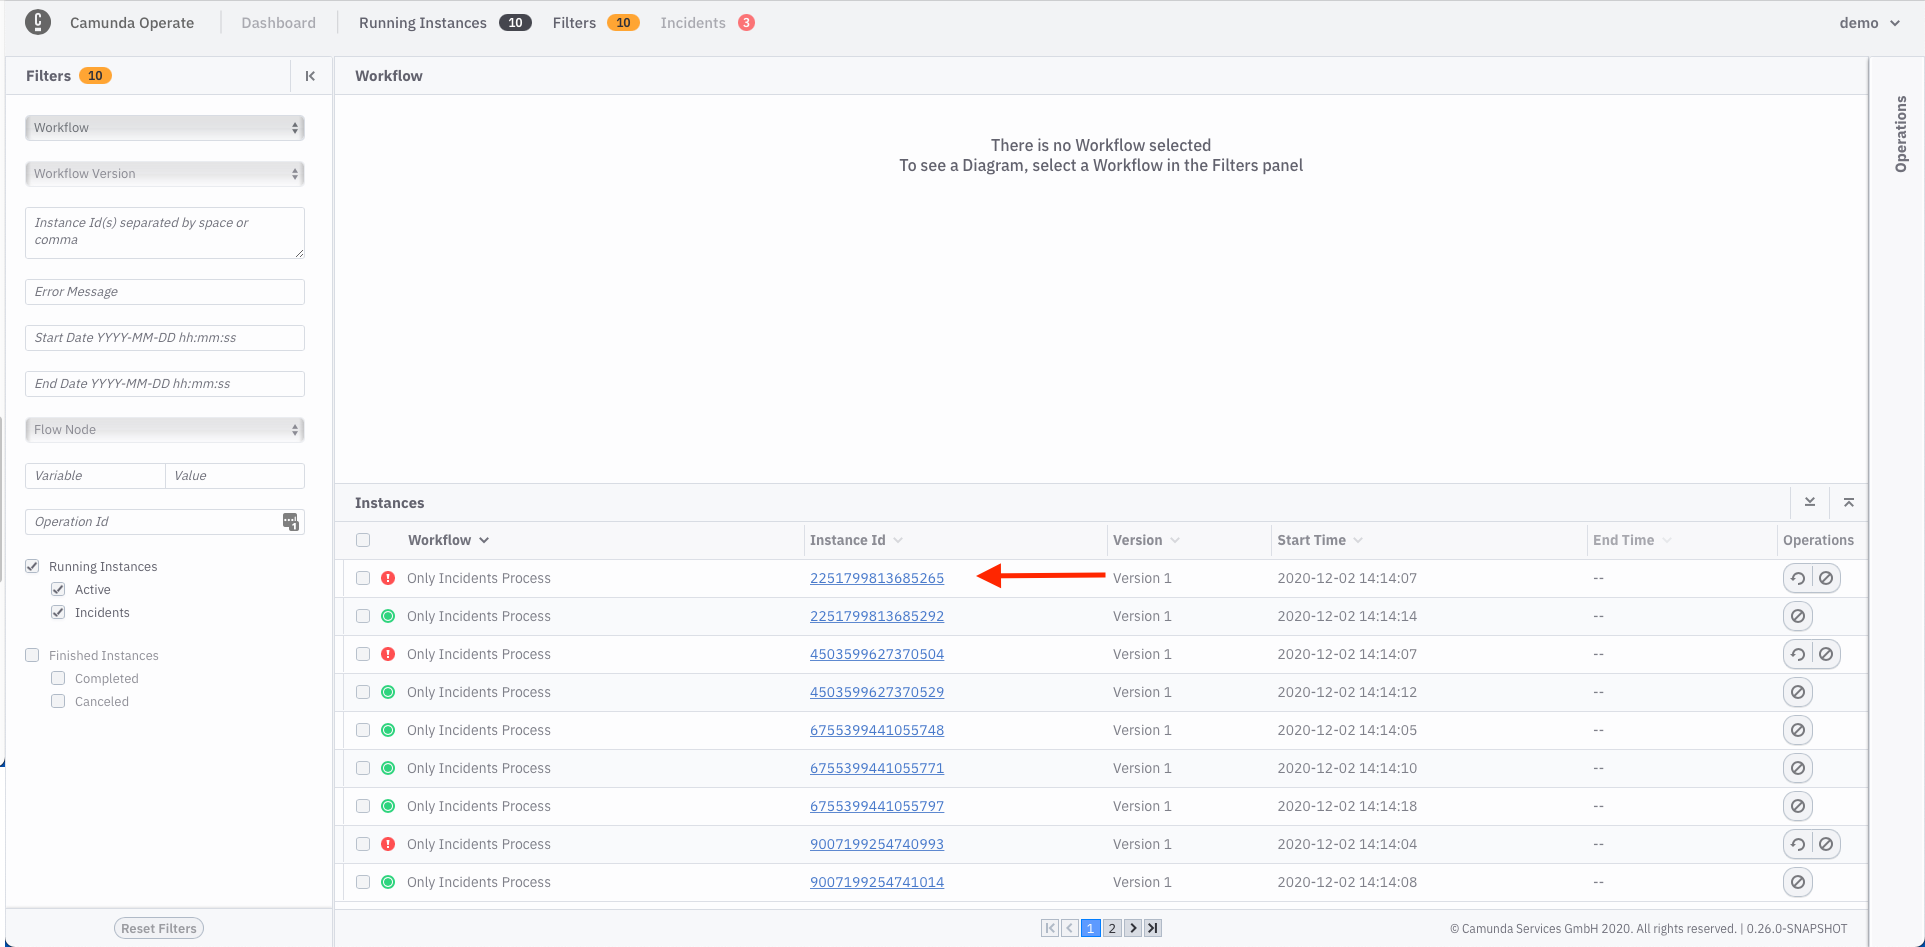 Camunda Operate
Dashboard
Running Instances 10
Filters 10
Incidents 3
demo
Filters 10
Workflow
Workflow Version
Instance Id(s) separated by space or
comma
Error Message
Start Date YYYY-MM-DD hh:mm:ss
End Date YYYY-MM-DD hh:mm:ss
Flow Node
Variable Value
Operation Id
1
Running Instances
Active
Incidents
Finished Instances
Completed
Canceled
Reset Filters
Workflow
There is no Workflow selected
To see a Diagram, select a Workflow in the Filters panel
Operations
Instances
Workflow Instance Id Version Start Time End Time Operations
Only Incidents Process 2251799813685265 Version 1 2020-12-02 14:14:07 --
Only Incidents Process 2251799813685292 Version 1 2020-12-02 14:14:14 --
Only Incidents Process 4503599627370504 Version 1 2020-12-02 14:14:07 --
Only Incidents Process 4503599627370529 Version 1 2020-12-02 14:14:12 --
Only Incidents Process 6755399441055748 Version 1 2020-12-02 14:14:05 --
Only Incidents Process 6755399441055771 Version 1 2020-12-02 14:14:10 --
Only Incidents Process 6755399441055797 Version 1 2020-12-02 14:14:18 --
Only Incidents Process 9007199254740993 Version 1 2020-12-02 14:14:04 --
Only Incidents Process 9007199254741014 Version 1 2020-12-02 14:14:08 --
1 2
© Camunda Services GmbH 2020. All rights reserved. | 0.26.0-SNAPSHOT